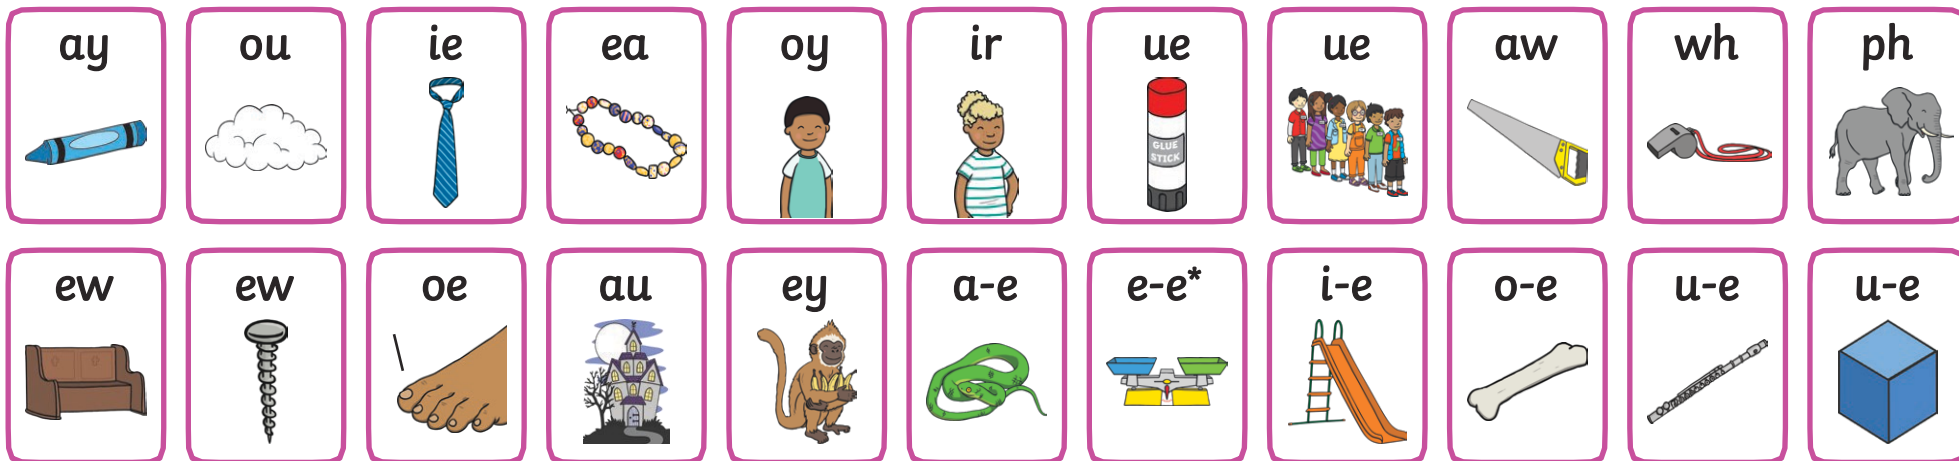 ay ou ie ea oy ir ue ue aw wh ph
GLUE
STICK
ew ew oe au ey a-e e-e* i-e o-e u-e u-e